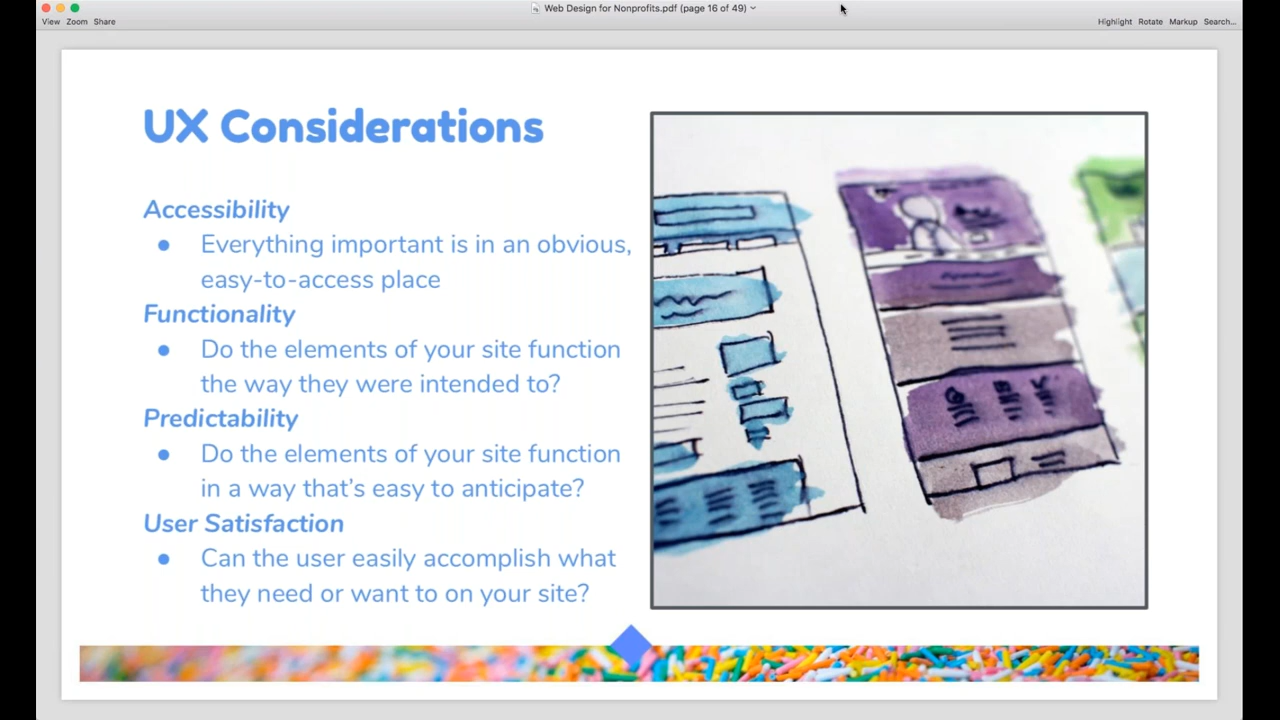 Web Design for Nonprofits.pdf (page 16 of 49)
View Zoom Share
Highlight Rotate Markup Search...
UX Considerations
Accessibility
● Everything important is in an obvious,
easy-to-access place
Functionality
● Do the elements of your site function
the way they were intended to?
Predictability
● Do the elements of your site function
in a way that's easy to anticipate?
User Satisfaction
● Can the user easily accomplish what
they need or want to on your site?